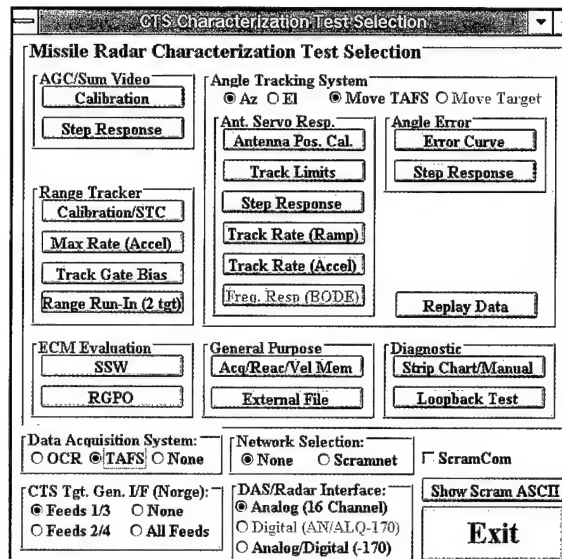 CTS Characterization Test Selection
Missile Radar Characterization Test Selection
AGC/Sum Video
Calibration
Step Response
Angle Tracking System
Az El Move TAFS Move Target
Ant. Servo Resp.
Antenna Pos. Cal.
Track Limits
Step Response
Track Rate (Ramp)
Track Rate (Accel)
Freq. Resp (BODE)
Angle Error
Error Curve
Step Response
Replay Data
Range Tracker
Calibration/STC
Max Rate (Accel)
Track Gate Bias
Range Run-In (2 tgt)
ECM Evaluation
SSW
RGPO
General Purpose
Acq/Reac/Vel Mem
External File
Diagnostic
Strip Chart/Manual
Loopback Test
Data Acquisition System:
OCR TAFS None
Network Selection:
None Scramnet
ScramCom
CTS Tgt. Gen. I/F (Norge):
Feeds 1/3 None
Feeds 2/4 All Feeds
DAS/Radar Interface:
Analog (16 Channel)
Digital (AN/ALQ-170)
Analog/Digital (-170)
Show Scram ASCII
Exit